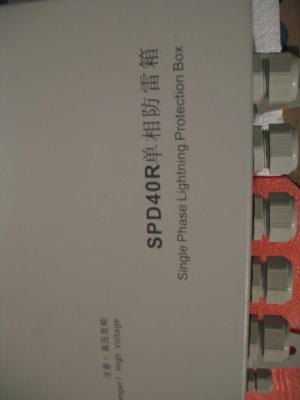 SPD40R单相防雷箱
Single Phase Lightning Protection Box
注意！高压危险
anger! High Voltage